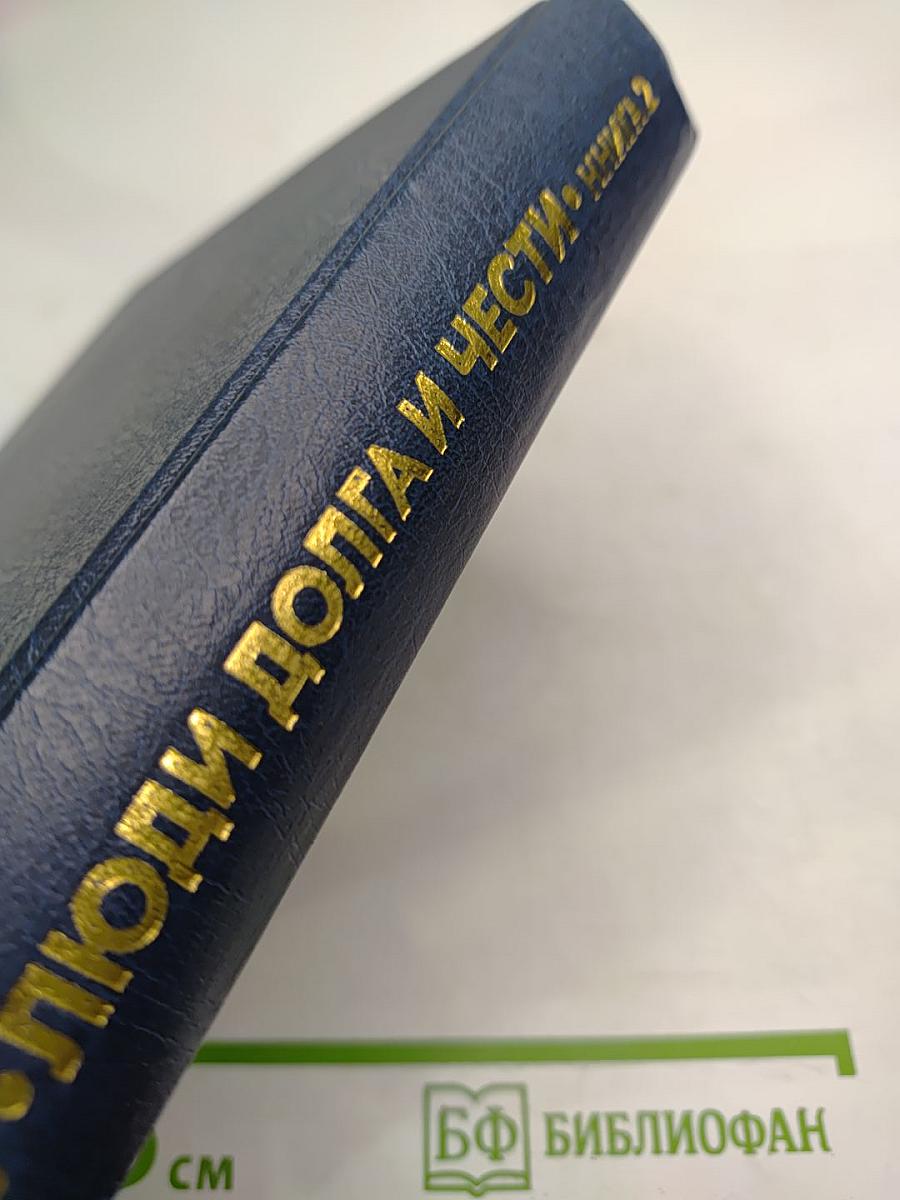 • ЛЮДИ ДОЛГА И ЧЕСТИ • КНИГА 2
СМ
БФ БИБЛИОФАН